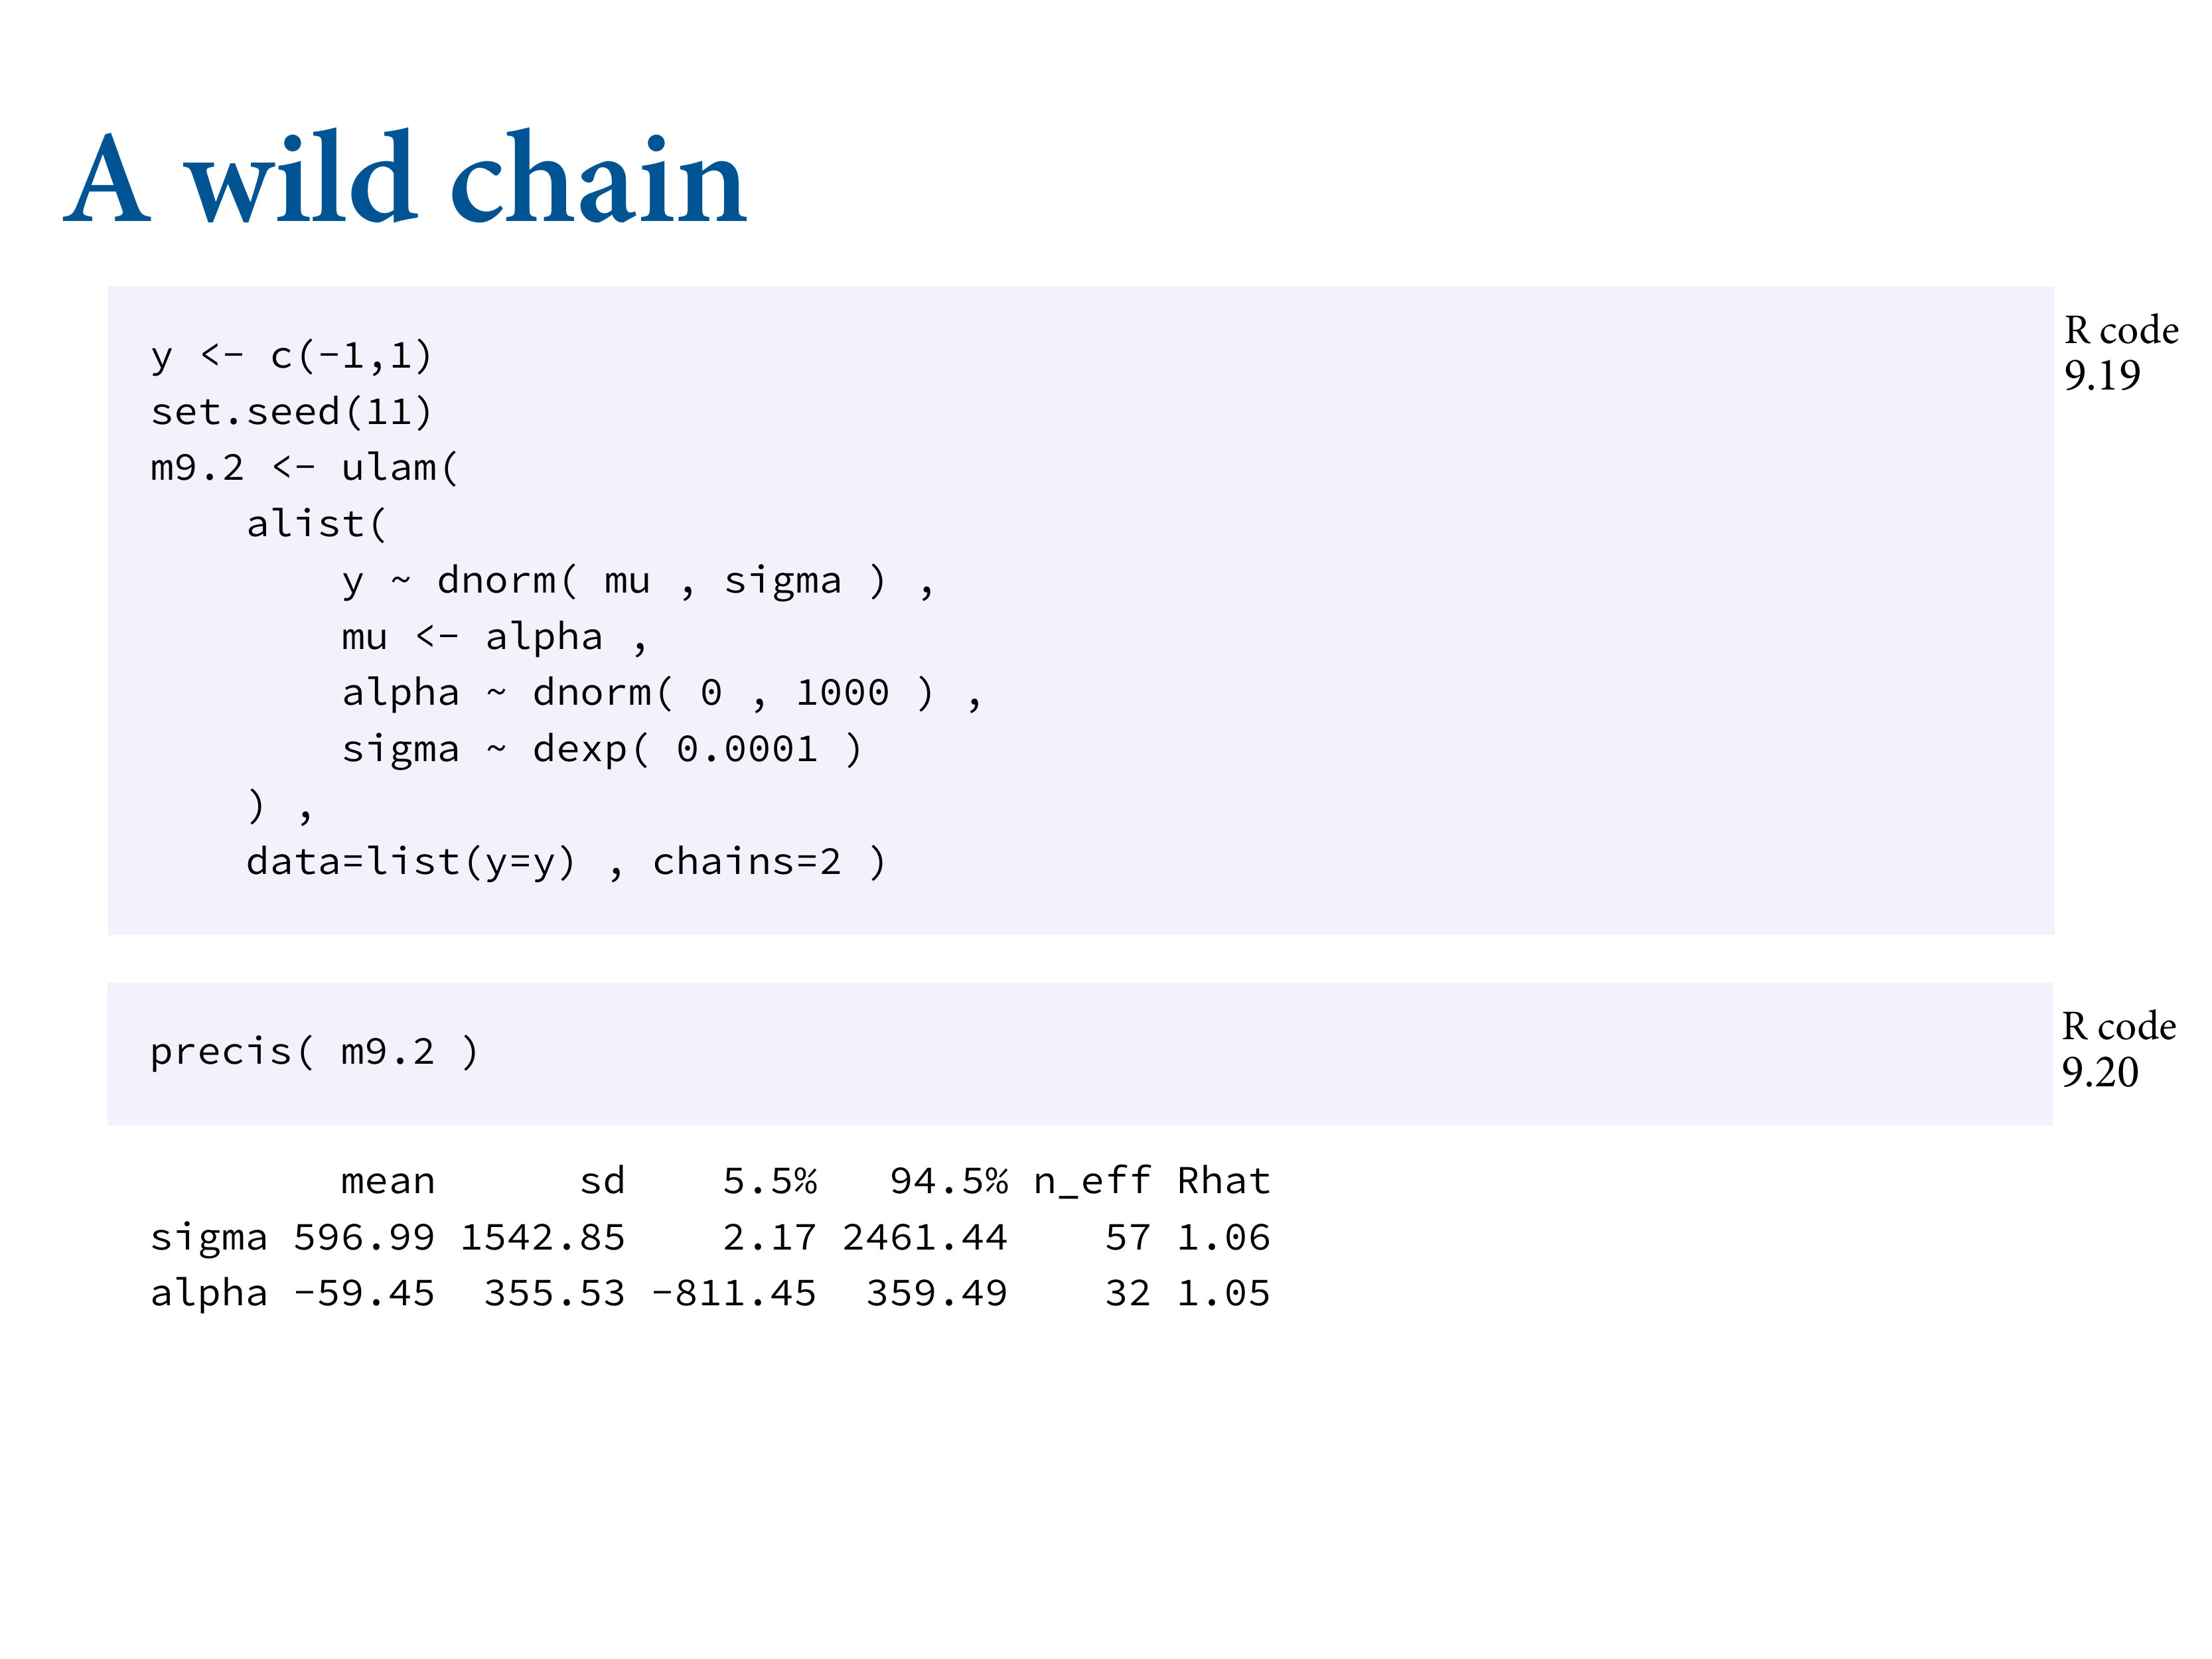 A wild chain
y <- c(-1,1)
set.seed(11)
m9.2 <- ulam(
    alist(
        y ~ dnorm( mu , sigma ) ,
        mu <- alpha ,
        alpha ~ dnorm( 0 , 1000 ) ,
        sigma ~ dexp( 0.0001 )
    ) ,
    data=list(y=y) , chains=2 )
R code
9.19
precis( m9.2 )
R code
9.20
        mean      sd    5.5%   94.5% n_eff Rhat
sigma 596.99 1542.85    2.17 2461.44    57 1.06
alpha -59.45  355.53 -811.45  359.49    32 1.05